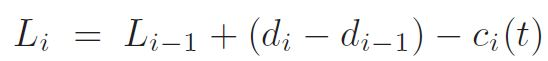 L_i = L_{i-1} + (d_i - d_{i-1}) - c_i(t)